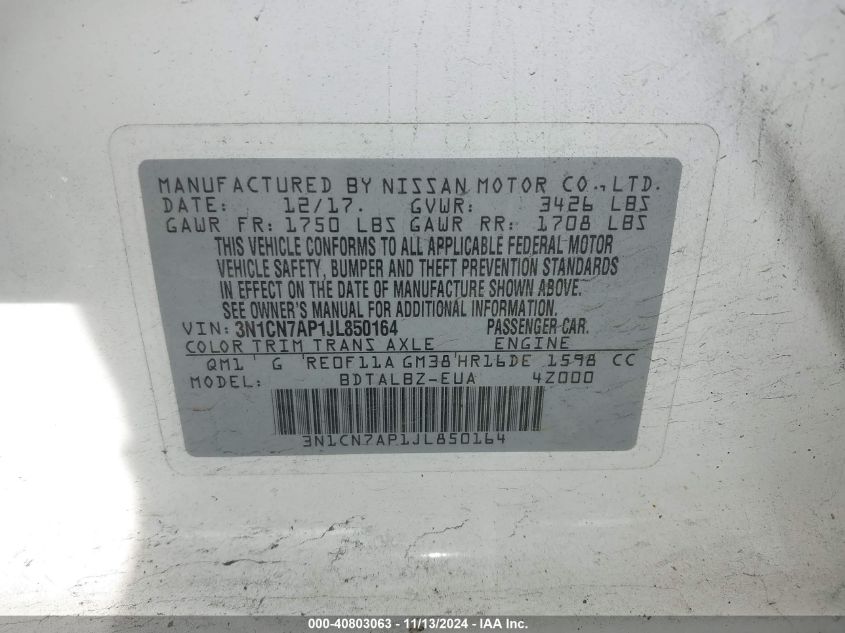 MANUFACTURED BY NISSAN MOTOR CO.,LTD.
DATE: 12/17. GVWR: 3426 LBS
GAWR FR: 1750 LBS GAWR RR: 1708 LBS
THIS VEHICLE CONFORMS TO ALL APPLICABLE FEDERAL MOTOR
VEHICLE SAFETY, BUMPER AND THEFT PREVENTION STANDARDS
IN EFFECT ON THE DATE OF MANUFACTURE SHOWN ABOVE.
SEE OWNER'S MANUAL FOR ADDITIONAL INFORMATION.
VIN: 3N1CN7AP1JL850164 PASSENGER CAR.
COLOR TRIM TRANS AXLE ENGINE
QM1 G RE0F11A GM38 HR16DE 1598 CC
MODEL: BDTALBZ-EUA 4Z000
3N1CN7AP1JL850164
000-40803063 - 11/13/2024 - IAA Inc.